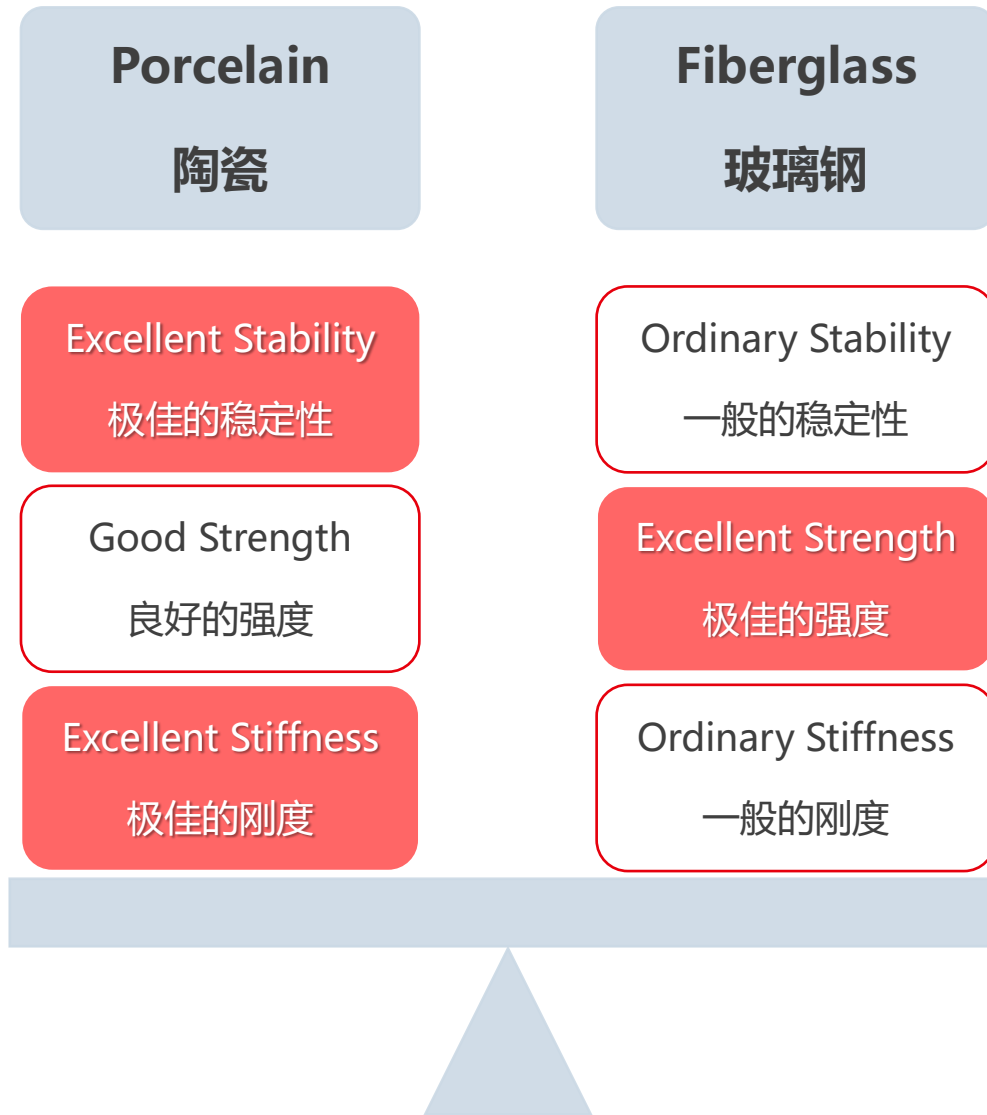 Porcelain
陶瓷
Fiberglass
玻璃钢
Excellent Stability
极佳的稳定性
Ordinary Stability
一般的稳定性
Good Strength
良好的强度
Excellent Strength
极佳的强度
Excellent Stiffness
极佳的刚度
Ordinary Stiffness
一般的刚度